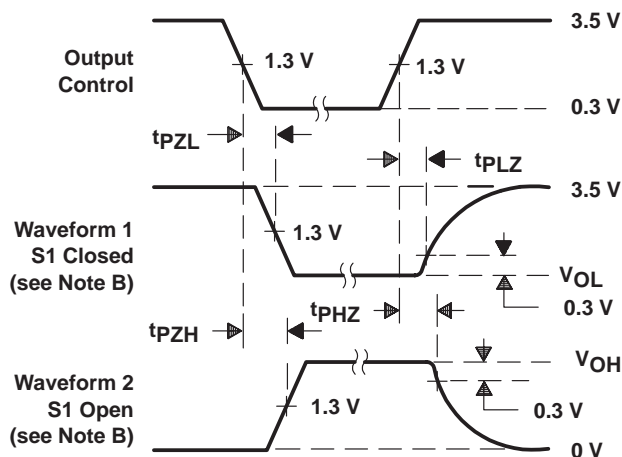 3.5 V
Output
Control
1.3 V
1.3 V
0.3 V
tPZL
tPLZ
3.5 V
Waveform 1
S1 Closed
(see Note B)
1.3 V
VOL
0.3 V
tPHZ
tPZH
VOH
Waveform 2
S1 Open
(see Note B)
1.3 V
0.3 V
0 V